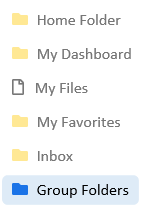 Home Folder
My Dashboard
My Files
My Favorites
Inbox
Group Folders